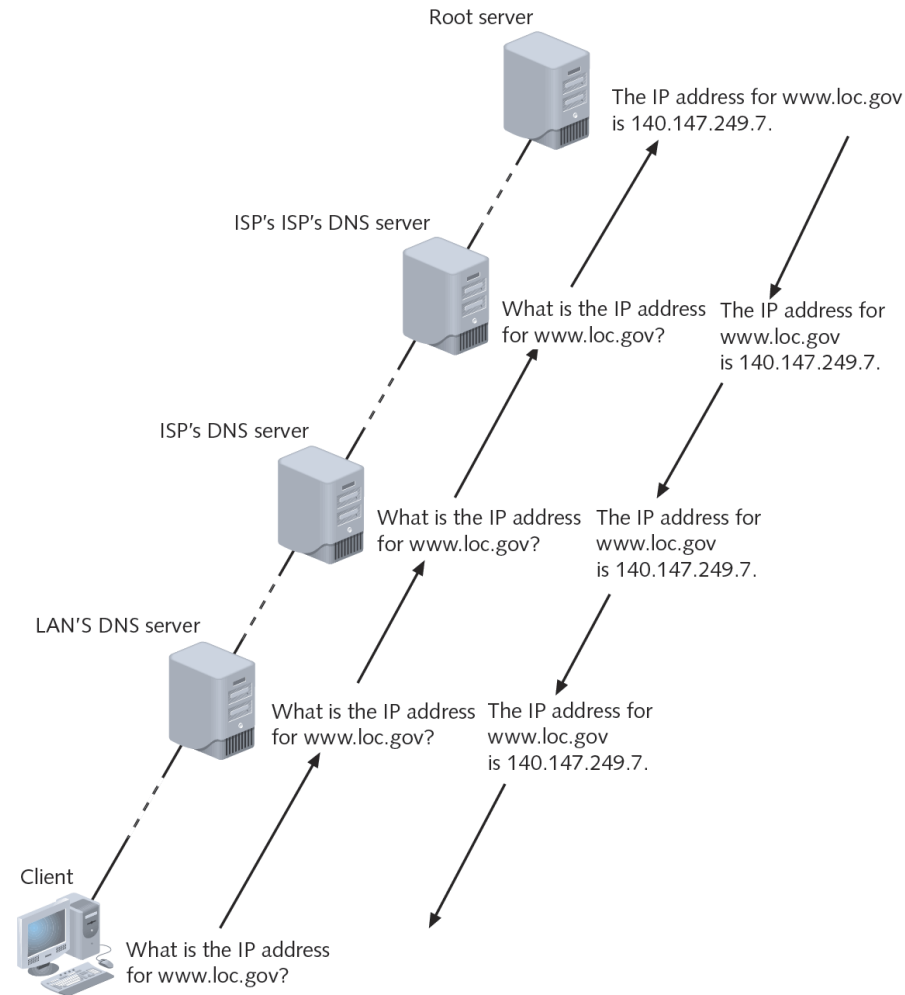 Root server
The IP address for www.loc.gov
is 140.147.249.7.
ISP's ISP's DNS server
What is the IP address
for www.loc.gov?
The IP address for
www.loc.gov
is 140.147.249.7.
ISP's DNS server
What is the IP address
for www.loc.gov?
The IP address for
www.loc.gov
is 140.147.249.7.
LAN'S DNS server
What is the IP address
for www.loc.gov?
The IP address for
www.loc.gov
is 140.147.249.7.
Client
What is the IP address
for www.loc.gov?